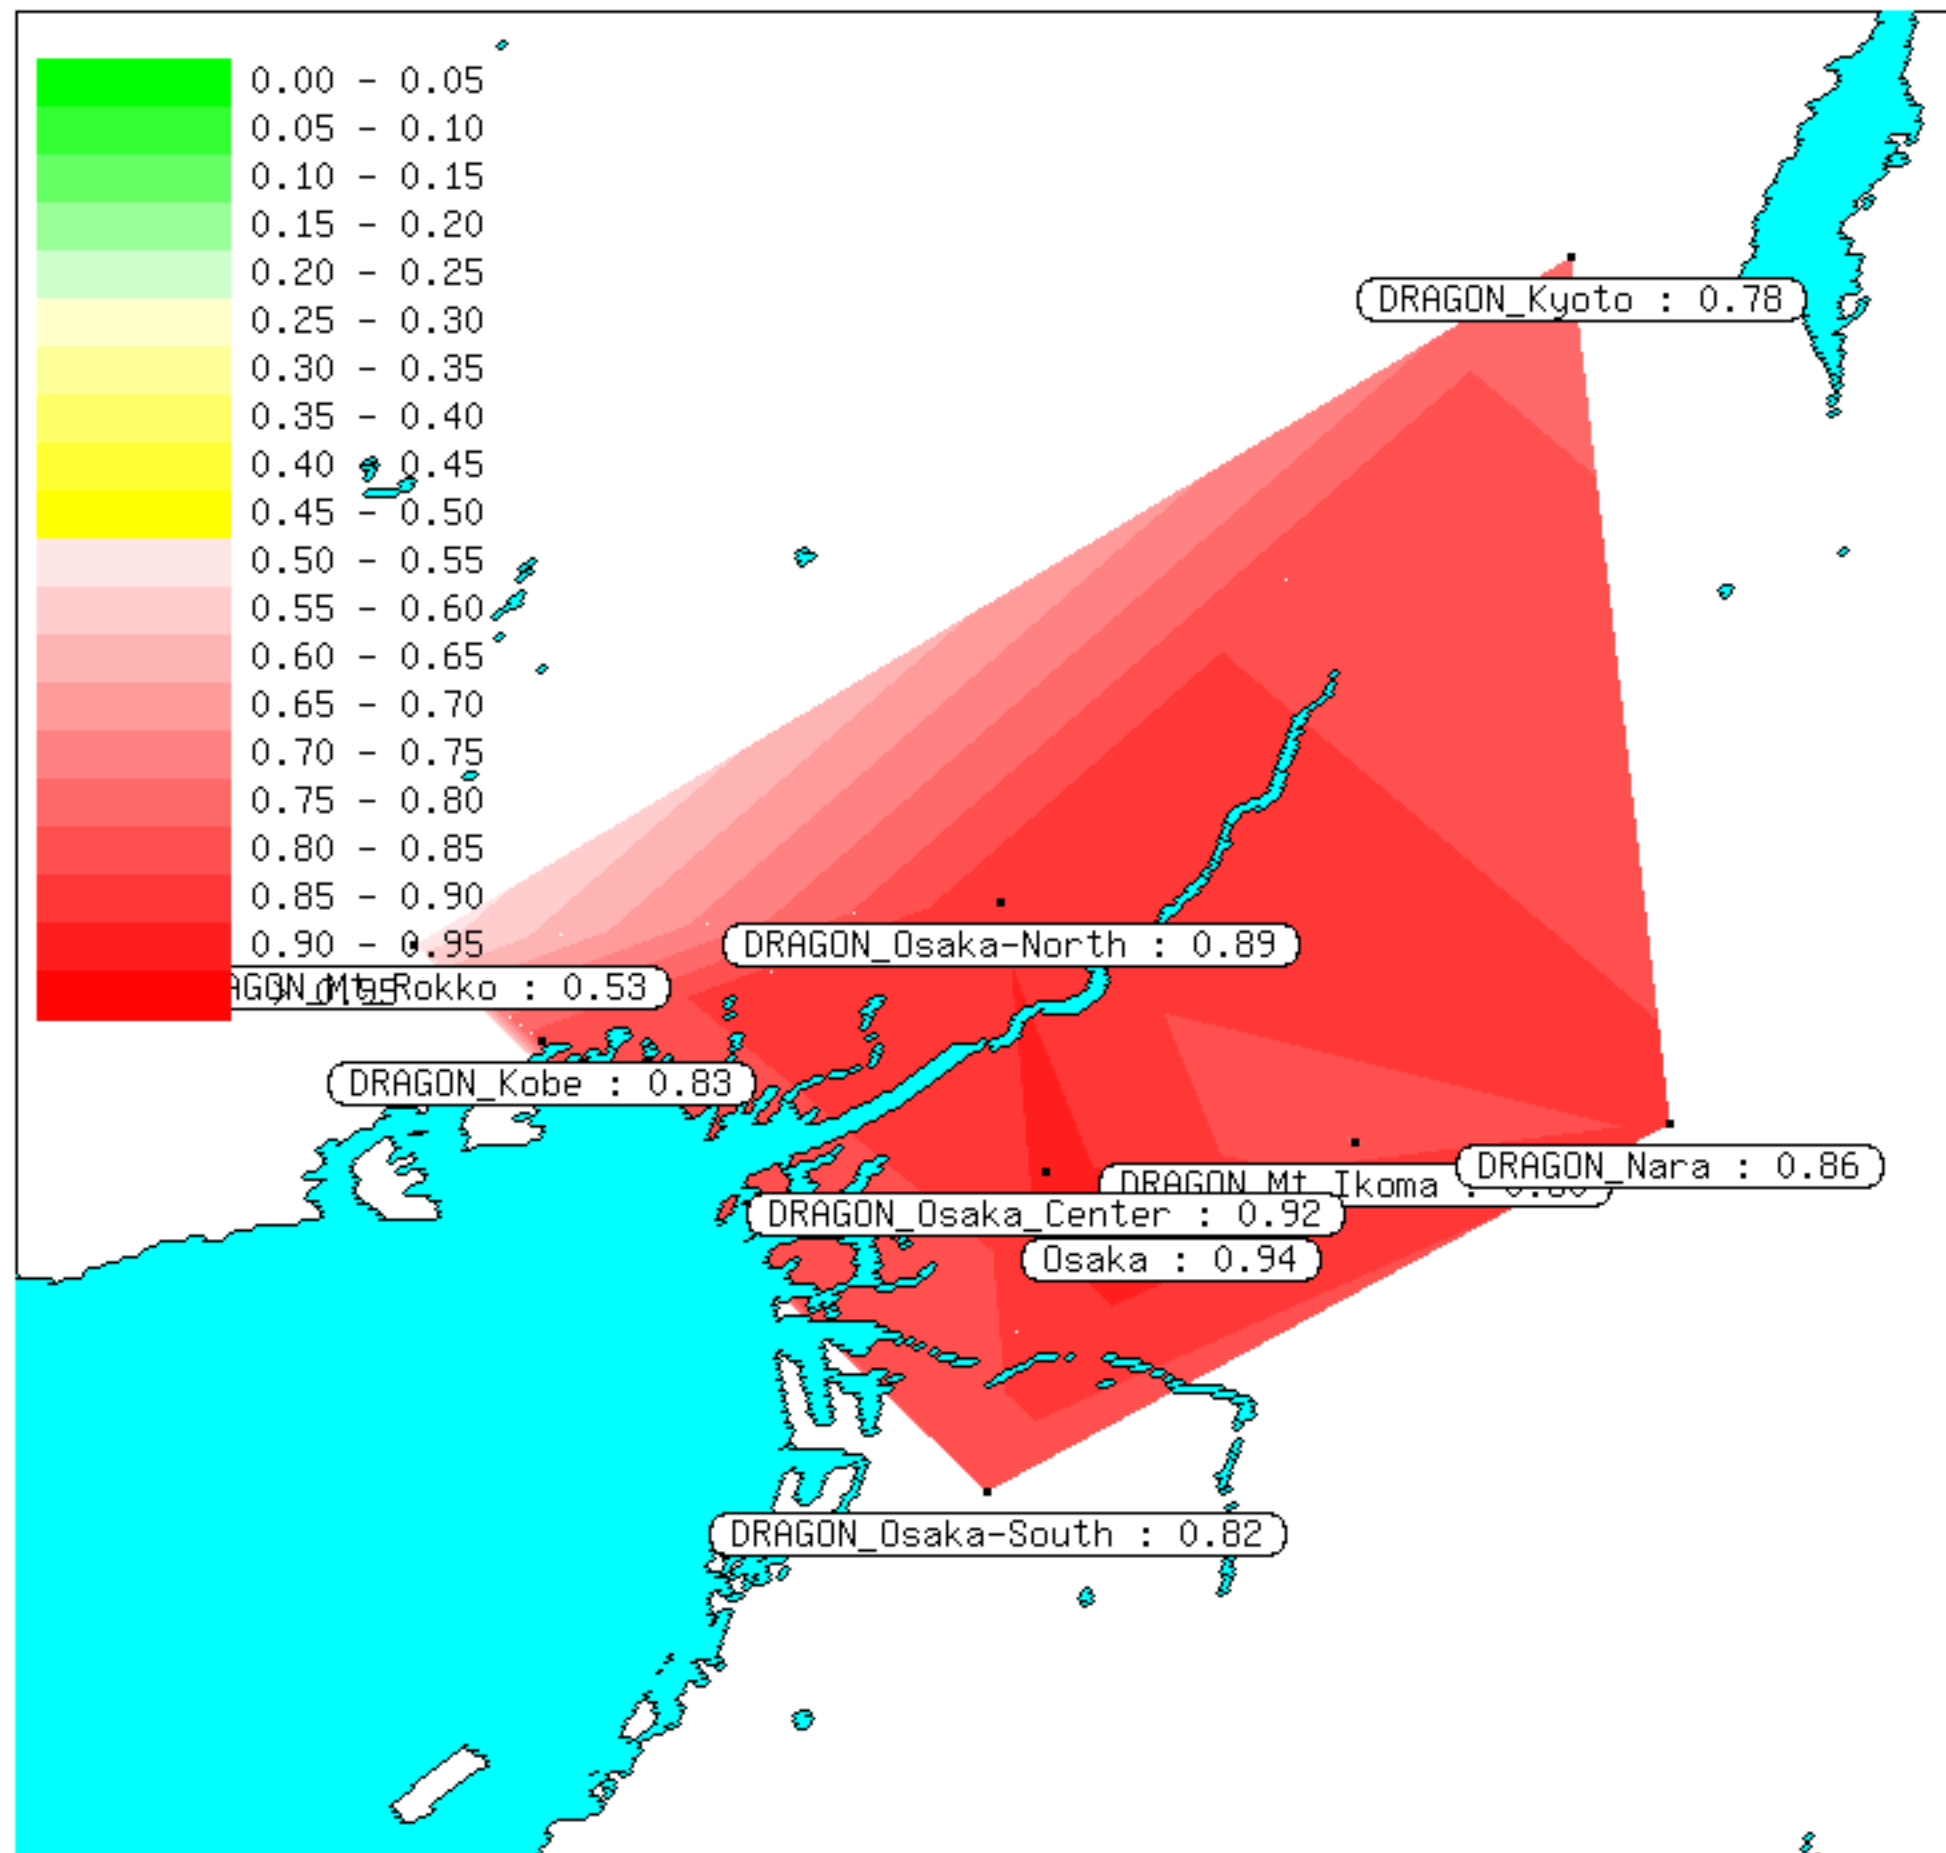 0.00 - 0.05
0.05 - 0.10
0.10 - 0.15
0.15 - 0.20
0.20 - 0.25
0.25 - 0.30
0.30 - 0.35
0.35 - 0.40
0.40 - 0.45
0.45 - 0.50
0.50 - 0.55
0.55 - 0.60
0.60 - 0.65
0.65 - 0.70
0.70 - 0.75
0.75 - 0.80
0.80 - 0.85
0.85 - 0.90
0.90 - 0.95
> 0.95
DRAGON_Kyoto : 0.78
DRAGON_Osaka-North : 0.89
AGON_Mt_Rokko : 0.53
DRAGON_Kobe : 0.83
DRAGON_Nara : 0.86
DRAGON_Mt_Ikoma :
DRAGON_Osaka_Center : 0.92
Osaka : 0.94
DRAGON_Osaka-South : 0.82